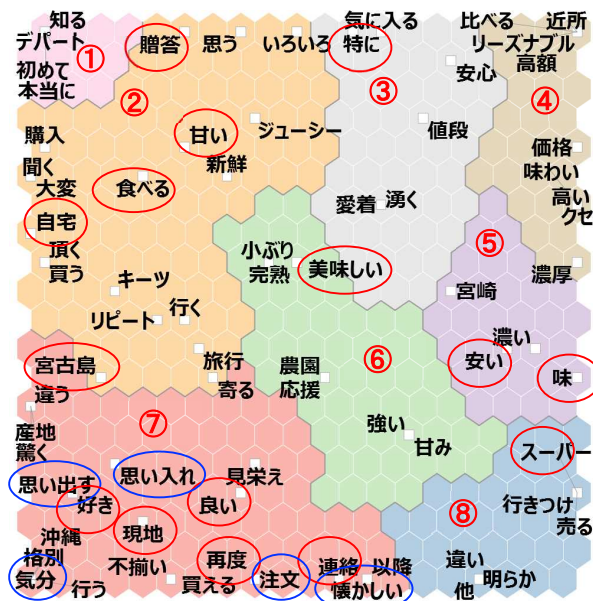 知る
デパート
①
初めて
本当に
贈答
思う
いろいろ
②
購入
甘い
ジューシー
聞く
新鮮
大変
食べる
自宅
頂く
買う
キーツ
リピート
行く
旅行
寄る
気に入る
特に
安心
③
値段
愛着
湧く
比べる
近所
リーズナブル
高額
④
価格
味わい
高い
クセ
濃厚
⑤
宮崎
濃い
安い
味
小ぶり
完熟
美味しい
農園
応援
⑥
強い
甘み
宮古島
違う
⑦
産地
驚く
思い出す
思い入れ
見栄え
好き
良い
現地
沖縄
格別
気分
不揃い
再度
連絡
以降
行う
買える
注文
懐かしい
スーパー
行きつけ
売る
⑧
違い
他
明らか